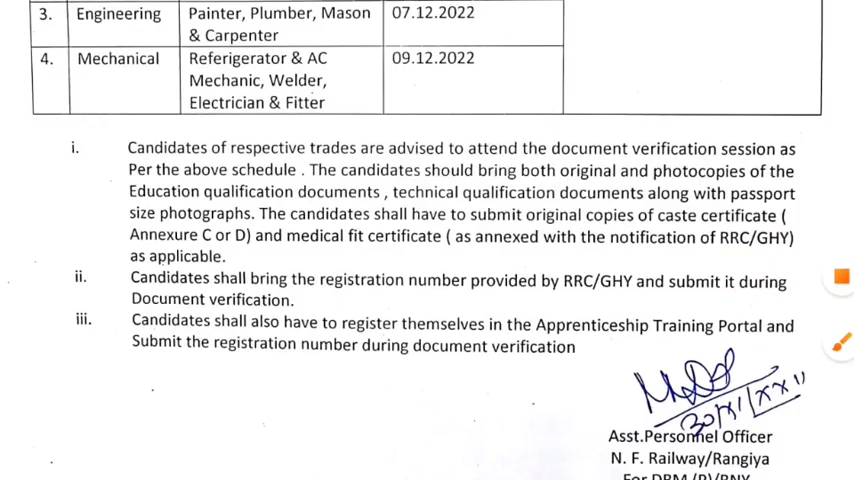 3. Engineering Painter, Plumber, Mason 07.12.2022
& Carpenter
4. Mechanical Referigerator & AC 09.12.2022
Mechanic, Welder,
Electrician & Fitter
i. Candidates of respective trades are advised to attend the document verification session as
Per the above schedule . The candidates should bring both original and photocopies of the
Education qualification documents , technical qualification documents along with passport
size photographs. The candidates shall have to submit original copies of caste certificate (
Annexure C or D) and medical fit certificate ( as annexed with the notification of RRC/GHY)
as applicable.
ii. Candidates shall bring the registration number provided by RRC/GHY and submit it during
Document verification.
iii. Candidates shall also have to register themselves in the Apprenticeship Training Portal and
Submit the registration number during document verification
Asst.Personnel Officer
N. F. Railway/Rangiya
For DRM (P)/RNY